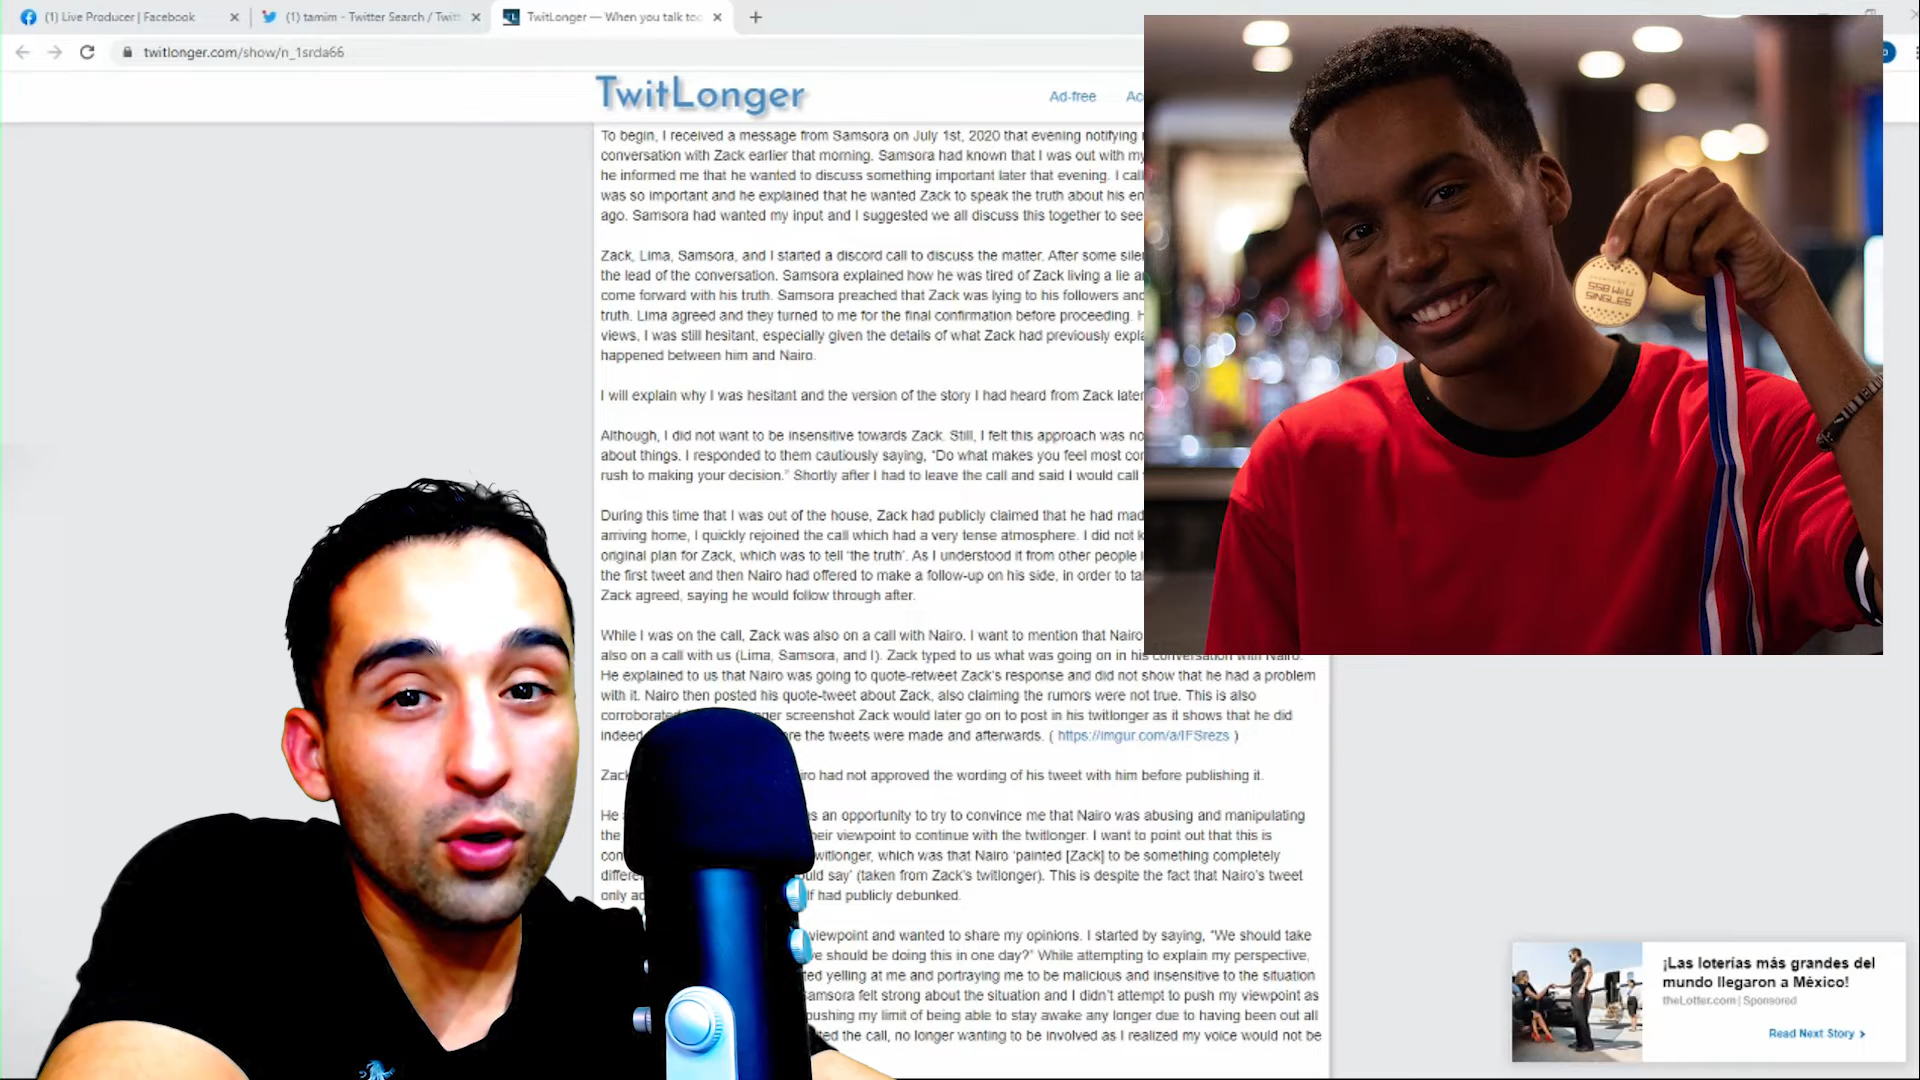 (1) Live Producer | Facebook
(1) tamim - Twitter Search / Twitt
TwitLonger — When you talk too
twitlonger.com/show/n_1srda66
TwitLonger
Ad-free
Ac
To begin, I received a message from Samsora on July 1st, 2020 that evening notifying
conversation with Zack earlier that morning. Samsora had known that I was out with my
he informed me that he wanted to discuss something important later that evening. I call
was so important and he explained that he wanted Zack to speak the truth about his en
ago. Samsora had wanted my input and I suggested we all discuss this together to see
Zack, Lima, Samsora, and I started a discord call to discuss the matter. After some sile
the lead of the conversation. Samsora explained how he was tired of Zack living a lie a
come forward with his truth. Samsora preached that Zack was lying to his followers and
truth. Lima agreed and they turned to me for the final confirmation before proceeding. H
views, I was still hesitant, especially given the details of what Zack had previously expla
happened between him and Nairo.
I will explain why I was hesitant and the version of the story I had heard from Zack later
Although, I did not want to be insensitive towards Zack. Still, I felt this approach was no
about things. I responded to them cautiously saying, “Do what makes you feel most con
rush to making your decision.” Shortly after I had to leave the call and said I would call
During this time that I was out of the house, Zack had publicly claimed that he had mad
arriving home, I quickly rejoined the call which had a very tense atmosphere. I did not k
original plan for Zack, which was to tell ‘the truth’. As I understood it from other people i
the first tweet and then Nairo had offered to make a follow-up on his side, in order to ta
Zack agreed, saying he would follow through after.
While I was on the call, Zack was also on a call with Nairo. I want to mention that Nairo
also on a call with us (Lima, Samsora, and I). Zack typed to us what was going on in his conversation with Nairo.
He explained to us that Nairo was going to quote-retweet Zack's response and did not show that he had a problem
with it. Nairo then posted his quote-tweet about Zack, also claiming the rumors were not true. This is also
corroborated ger screenshot Zack would later go on to post in his twitlonger as it shows that he did
indeed re the tweets were made and afterwards. ( https://imgur.com/a/IFSrezs )
Zack iro had not approved the wording of his tweet with him before publishing it.
He s an opportunity to try to convince me that Nairo was abusing and manipulating
the heir viewpoint to continue with the twitlonger. I want to point out that this is
con witlonger, which was that Nairo ‘painted [Zack] to be something completely
differe ould say’ (taken from Zack's twitlonger). This is despite the fact that Nairo's tweet
only ad lf had publicly debunked.
viewpoint and wanted to share my opinions. I started by saying, “We should take
e should be doing this in one day?” While attempting to explain my perspective,
ed yelling at me and portraying me to be malicious and insensitive to the situation
amsora felt strong about the situation and I didn't attempt to push my viewpoint as
pushing my limit of being able to stay awake any longer due to having been out all
ted the call, no longer wanting to be involved as I realized my voice would not be
SSB Wii U
SINGLES
¡Las loterías más grandes del
mundo llegaron a México!
theLotter.com | Sponsored
Read Next Story >